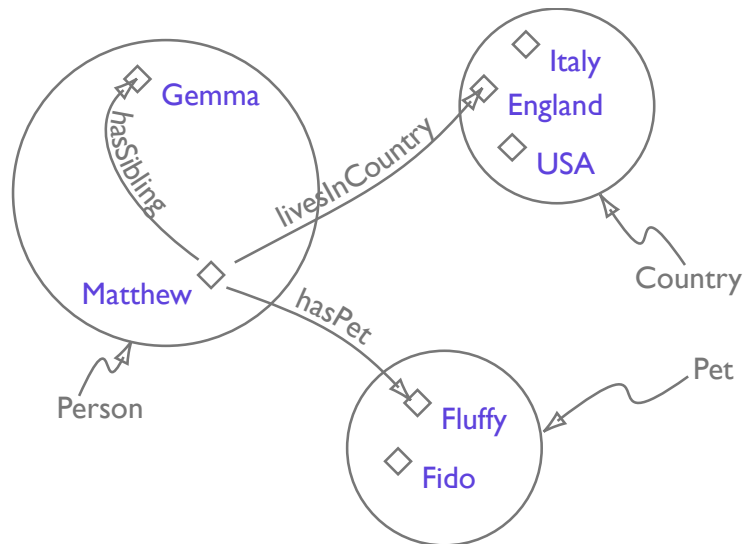 Italy
Gemma
England
hasSibling
livesInCountry
USA
Country
Matthew
hasPet
Pet
Person
Fluffy
Fido